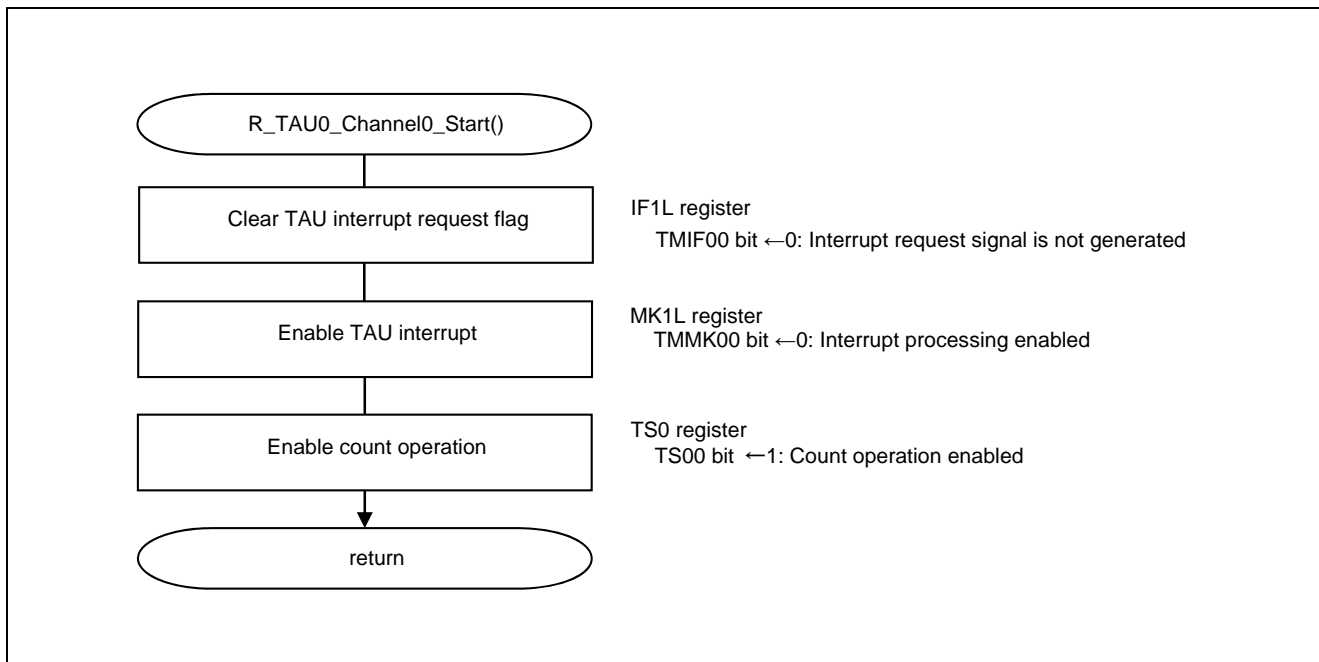 R_TAU0_Channel0_Start()
Clear TAU interrupt request flag
IF1L register
TMIF00 bit ←0: Interrupt request signal is not generated
Enable TAU interrupt
MK1L register
TMMK00 bit ←0: Interrupt processing enabled
Enable count operation
TS0 register
TS00 bit ←1: Count operation enabled
return